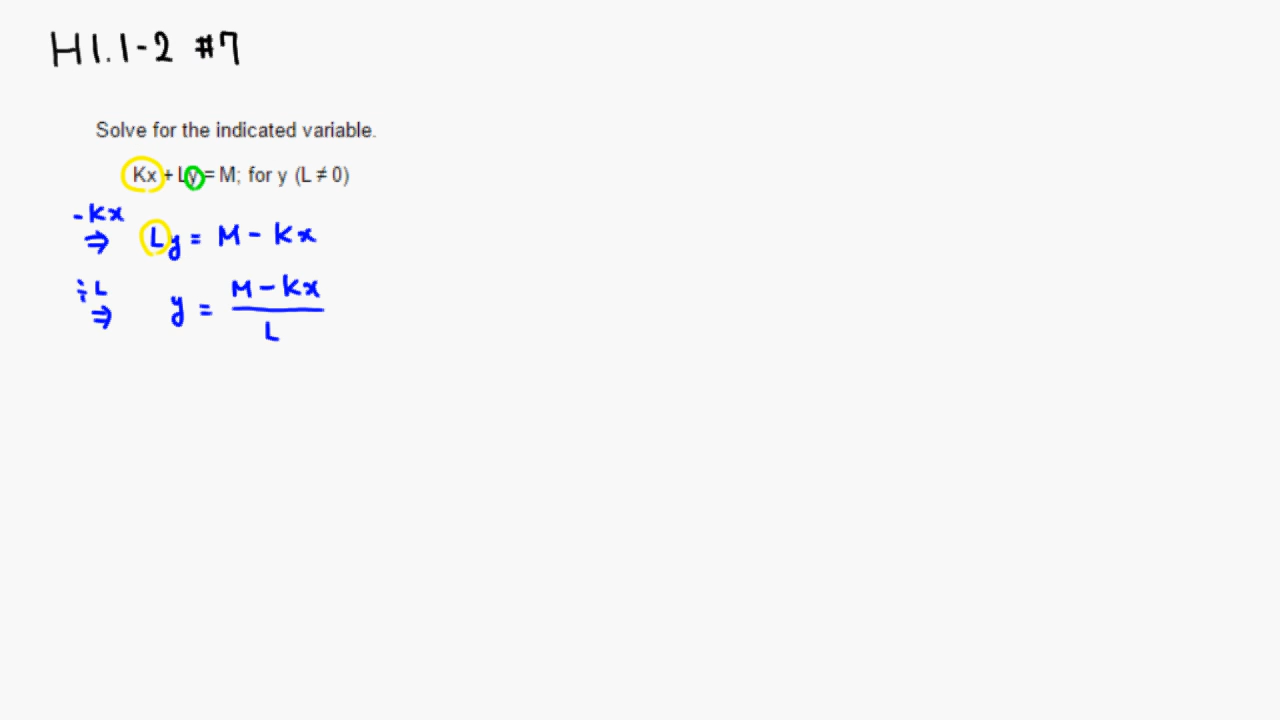 H1.1-2 #7
Solve for the indicated variable.
Kx + Ly = M; for y (L ≠ 0)
-Kx
⇒ Ly = M - Kx
÷L
⇒ y = M - Kx
L